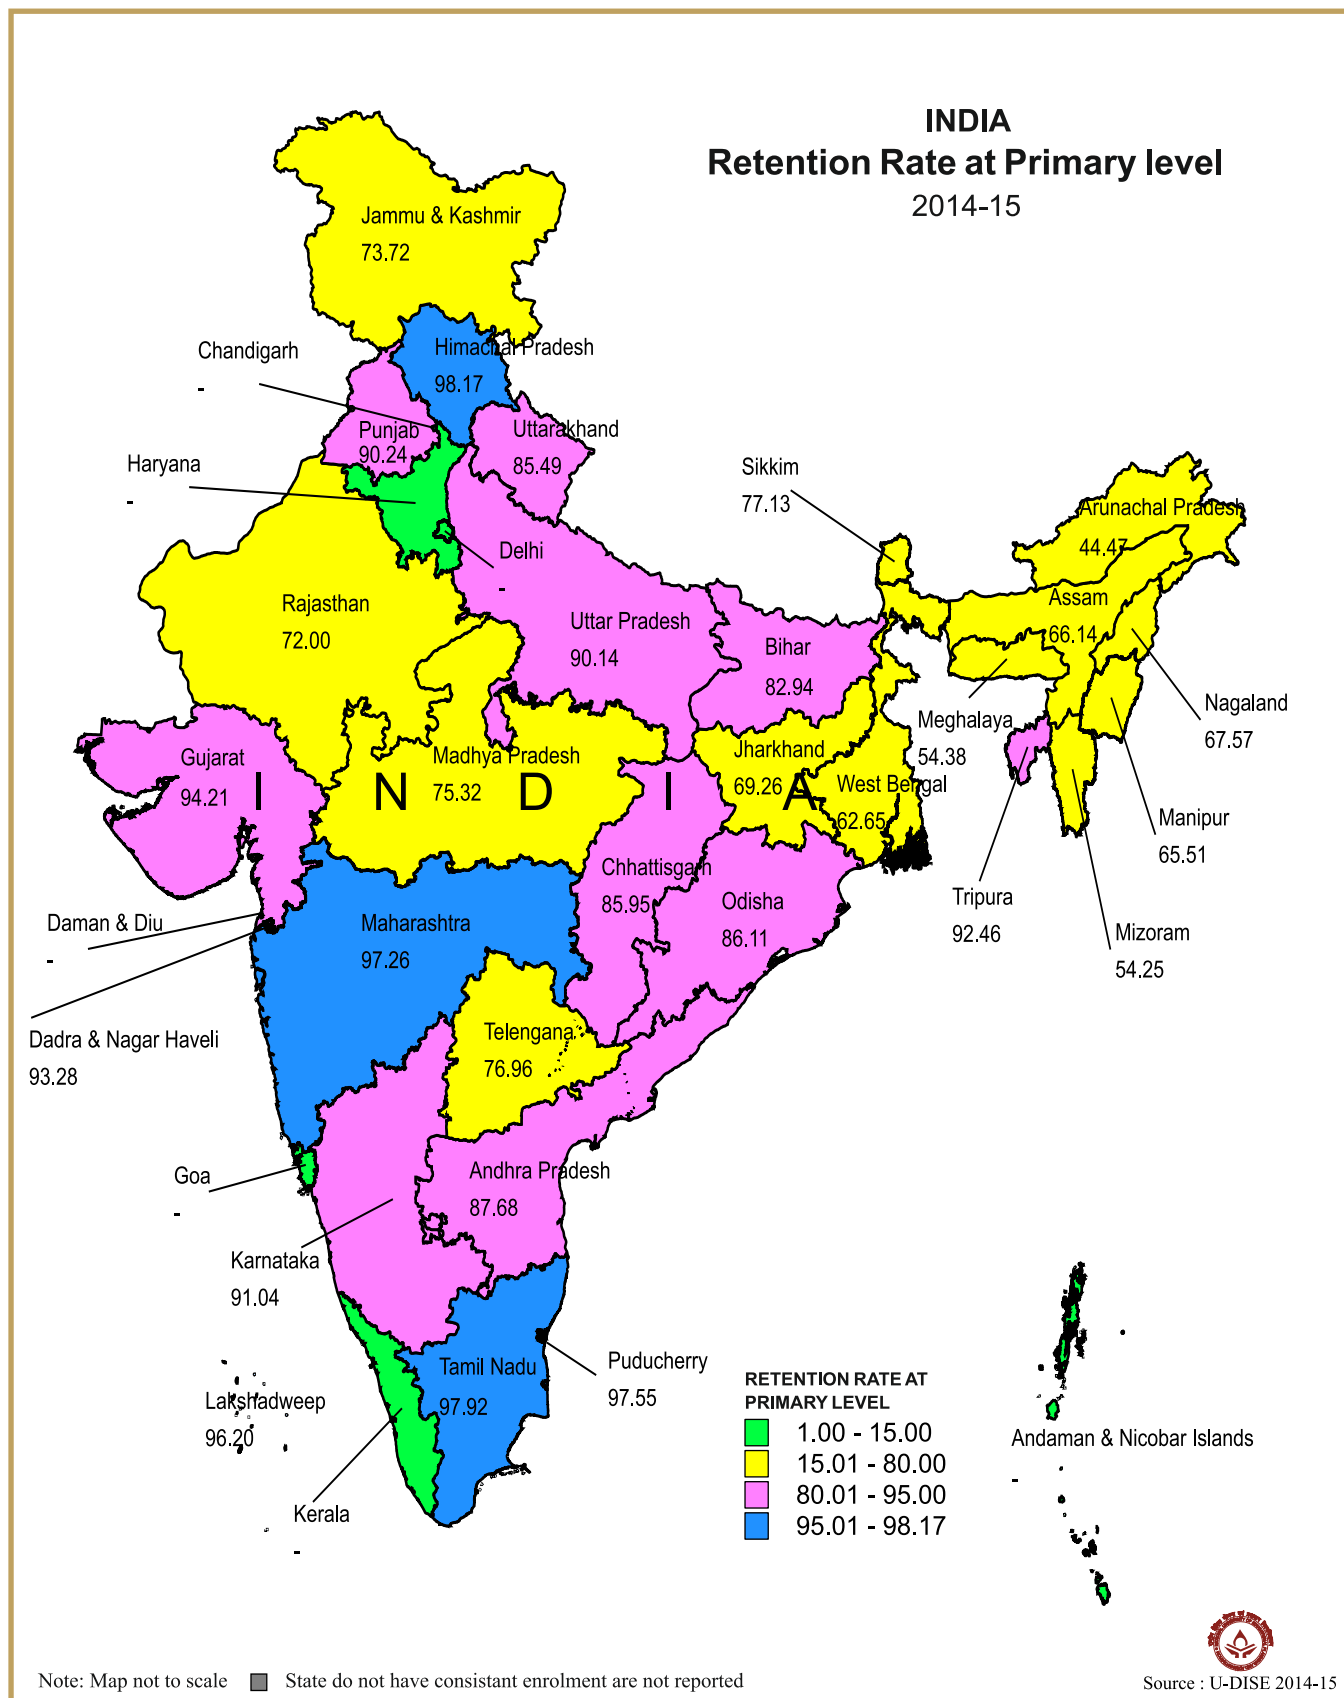 INDIA
Retention Rate at Primary level
2014-15
Jammu & Kashmir
73.72
Himachal Pradesh
98.17
Chandigarh
-
Punjab
90.24
Uttarakhand
85.49
Haryana
-
Sikkim
77.13
Arunachal Pradesh
44.47
Delhi
-
Rajasthan
72.00
Assam
66.14
Uttar Pradesh
90.14
Bihar
82.94
Nagaland
67.57
Meghalaya
54.38
Gujarat
94.21
Madhya Pradesh
75.32
Jharkhand
69.26
West Bengal
62.65
I N D I A
Manipur
65.51
Chhattisgarh
85.95
Odisha
86.11
Tripura
92.46
Daman & Diu
-
Maharashtra
97.26
Mizoram
54.25
Dadra & Nagar Haveli
93.28
Telengana
76.96
Goa
-
Andhra Pradesh
87.68
Karnataka
91.04
Puducherry
97.55
Tamil Nadu
97.92
Lakshadweep
96.20
Kerala
-
Andaman & Nicobar Islands
-
RETENTION RATE AT
PRIMARY LEVEL
1.00 - 15.00
15.01 - 80.00
80.01 - 95.00
95.01 - 98.17
Note: Map not to scale State do not have consistant enrolment are not reported
Source : U-DISE 2014-15